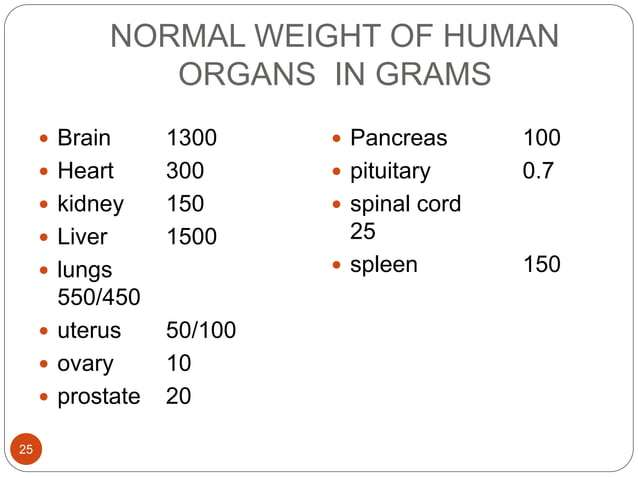 NORMAL WEIGHT OF HUMAN
ORGANS IN GRAMS
Brain 1300
Heart 300
kidney 150
Liver 1500
lungs
550/450
uterus 50/100
ovary 10
prostate 20
Pancreas 100
pituitary 0.7
spinal cord
25
spleen 150
25